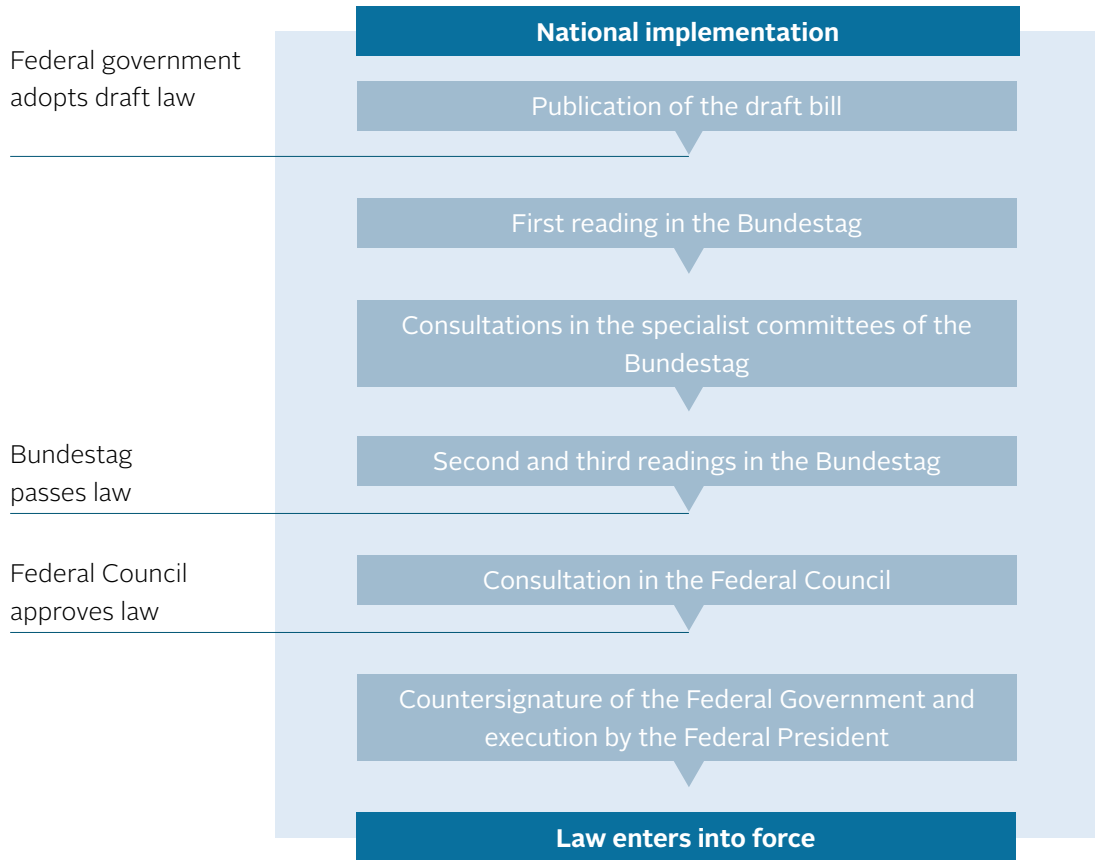 National implementation
Federal government
adopts draft law
Publication of the draft bill
First reading in the Bundestag
Consultations in the specialist committees of the
Bundestag
Bundestag
passes law
Second and third readings in the Bundestag
Federal Council
approves law
Consultation in the Federal Council
Countersignature of the Federal Government and
execution by the Federal President
Law enters into force